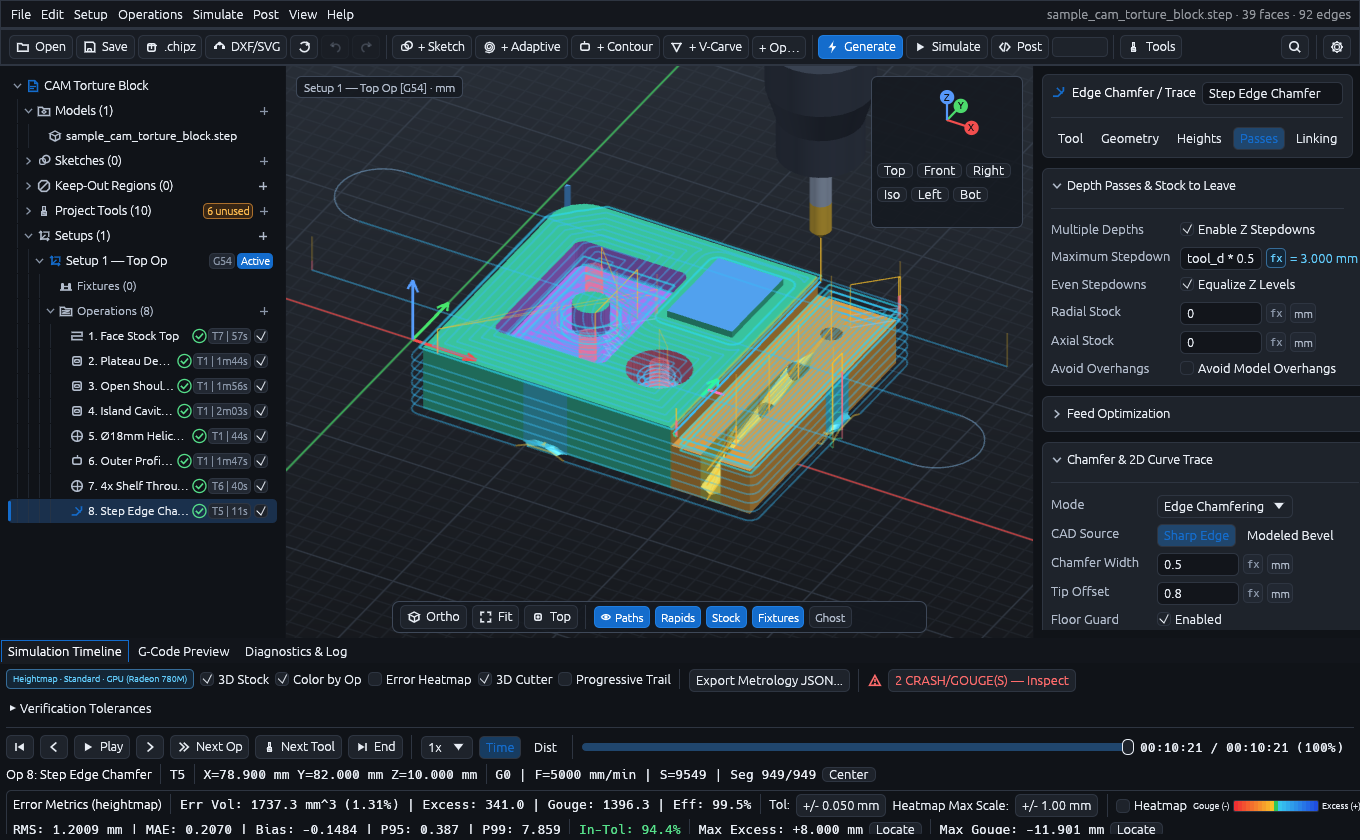 File Edit Setup Operations Simulate Post View Help
sample_cam_torture_block.step · 39 faces · 92 edges
Open Save .chipz DXF/SVG + Sketch + Adaptive + Contour + V-Carve + Op... Generate Simulate Post Tools
CAM Torture Block
Models (1) +
sample_cam_torture_block.step
Sketches (0) +
Keep-Out Regions (0) +
Project Tools (10) 6 unused +
Setups (1) +
Setup 1 — Top Op G54 Active
Fixtures (0)
Operations (8) +
1. Face Stock Top T7 | 57s
2. Plateau De... T1 | 1m44s
3. Open Shoul... T1 | 1m56s
4. Island Cavit... T1 | 2m03s
5. Ø18mm Helic... T1 | 44s
6. Outer Profi... T1 | 1m47s
7. 4x Shelf Throu... T6 | 40s
8. Step Edge Cha... T5 | 11s
Setup 1 — Top Op [G54] · mm
Z
Y
X
Top Front Right
Iso Left Bot
Ortho Fit Top Paths Rapids Stock Fixtures Ghost
Edge Chamfer / Trace Step Edge Chamfer
Tool Geometry Heights Passes Linking
Depth Passes & Stock to Leave
Multiple Depths Enable Z Stepdowns
Maximum Stepdown tool_d * 0.5 fx = 3.000 mm
Even Stepdowns Equalize Z Levels
Radial Stock 0 fx mm
Axial Stock 0 fx mm
Avoid Overhangs Avoid Model Overhangs
Feed Optimization
Chamfer & 2D Curve Trace
Mode Edge Chamfering
CAD Source Sharp Edge Modeled Bevel
Chamfer Width 0.5 fx mm
Tip Offset 0.8 fx mm
Floor Guard Enabled
Simulation Timeline G-Code Preview Diagnostics & Log
Heightmap · Standard · GPU (Radeon 780M) 3D Stock Color by Op Error Heatmap 3D Cutter Progressive Trail Export Metrology JSON... 2 CRASH/GOUGE(S) — Inspect
Verification Tolerances
Play Next Op Next Tool End 1x Time Dist 00:10:21 / 00:10:21 (100%)
Op 8: Step Edge Chamfer T5 X=78.900 mm Y=82.000 mm Z=10.000 mm G0 | F=5000 mm/min | S=9549 | Seg 949/949 Center
Error Metrics (heightmap) Err Vol: 1737.3 mm^3 (1.31%) | Excess: 341.0 | Gouge: 1396.3 | Eff: 99.5% Tol: +/- 0.050 mm Heatmap Max Scale: +/- 1.00 mm Heatmap Gouge (-) Excess (+)
RMS: 1.2009 mm | MAE: 0.2070 | Bias: -0.1484 | P95: 0.387 | P99: 7.859 In-Tol: 94.4% Max Excess: +8.000 mm Locate Max Gouge: -11.901 mm Locate